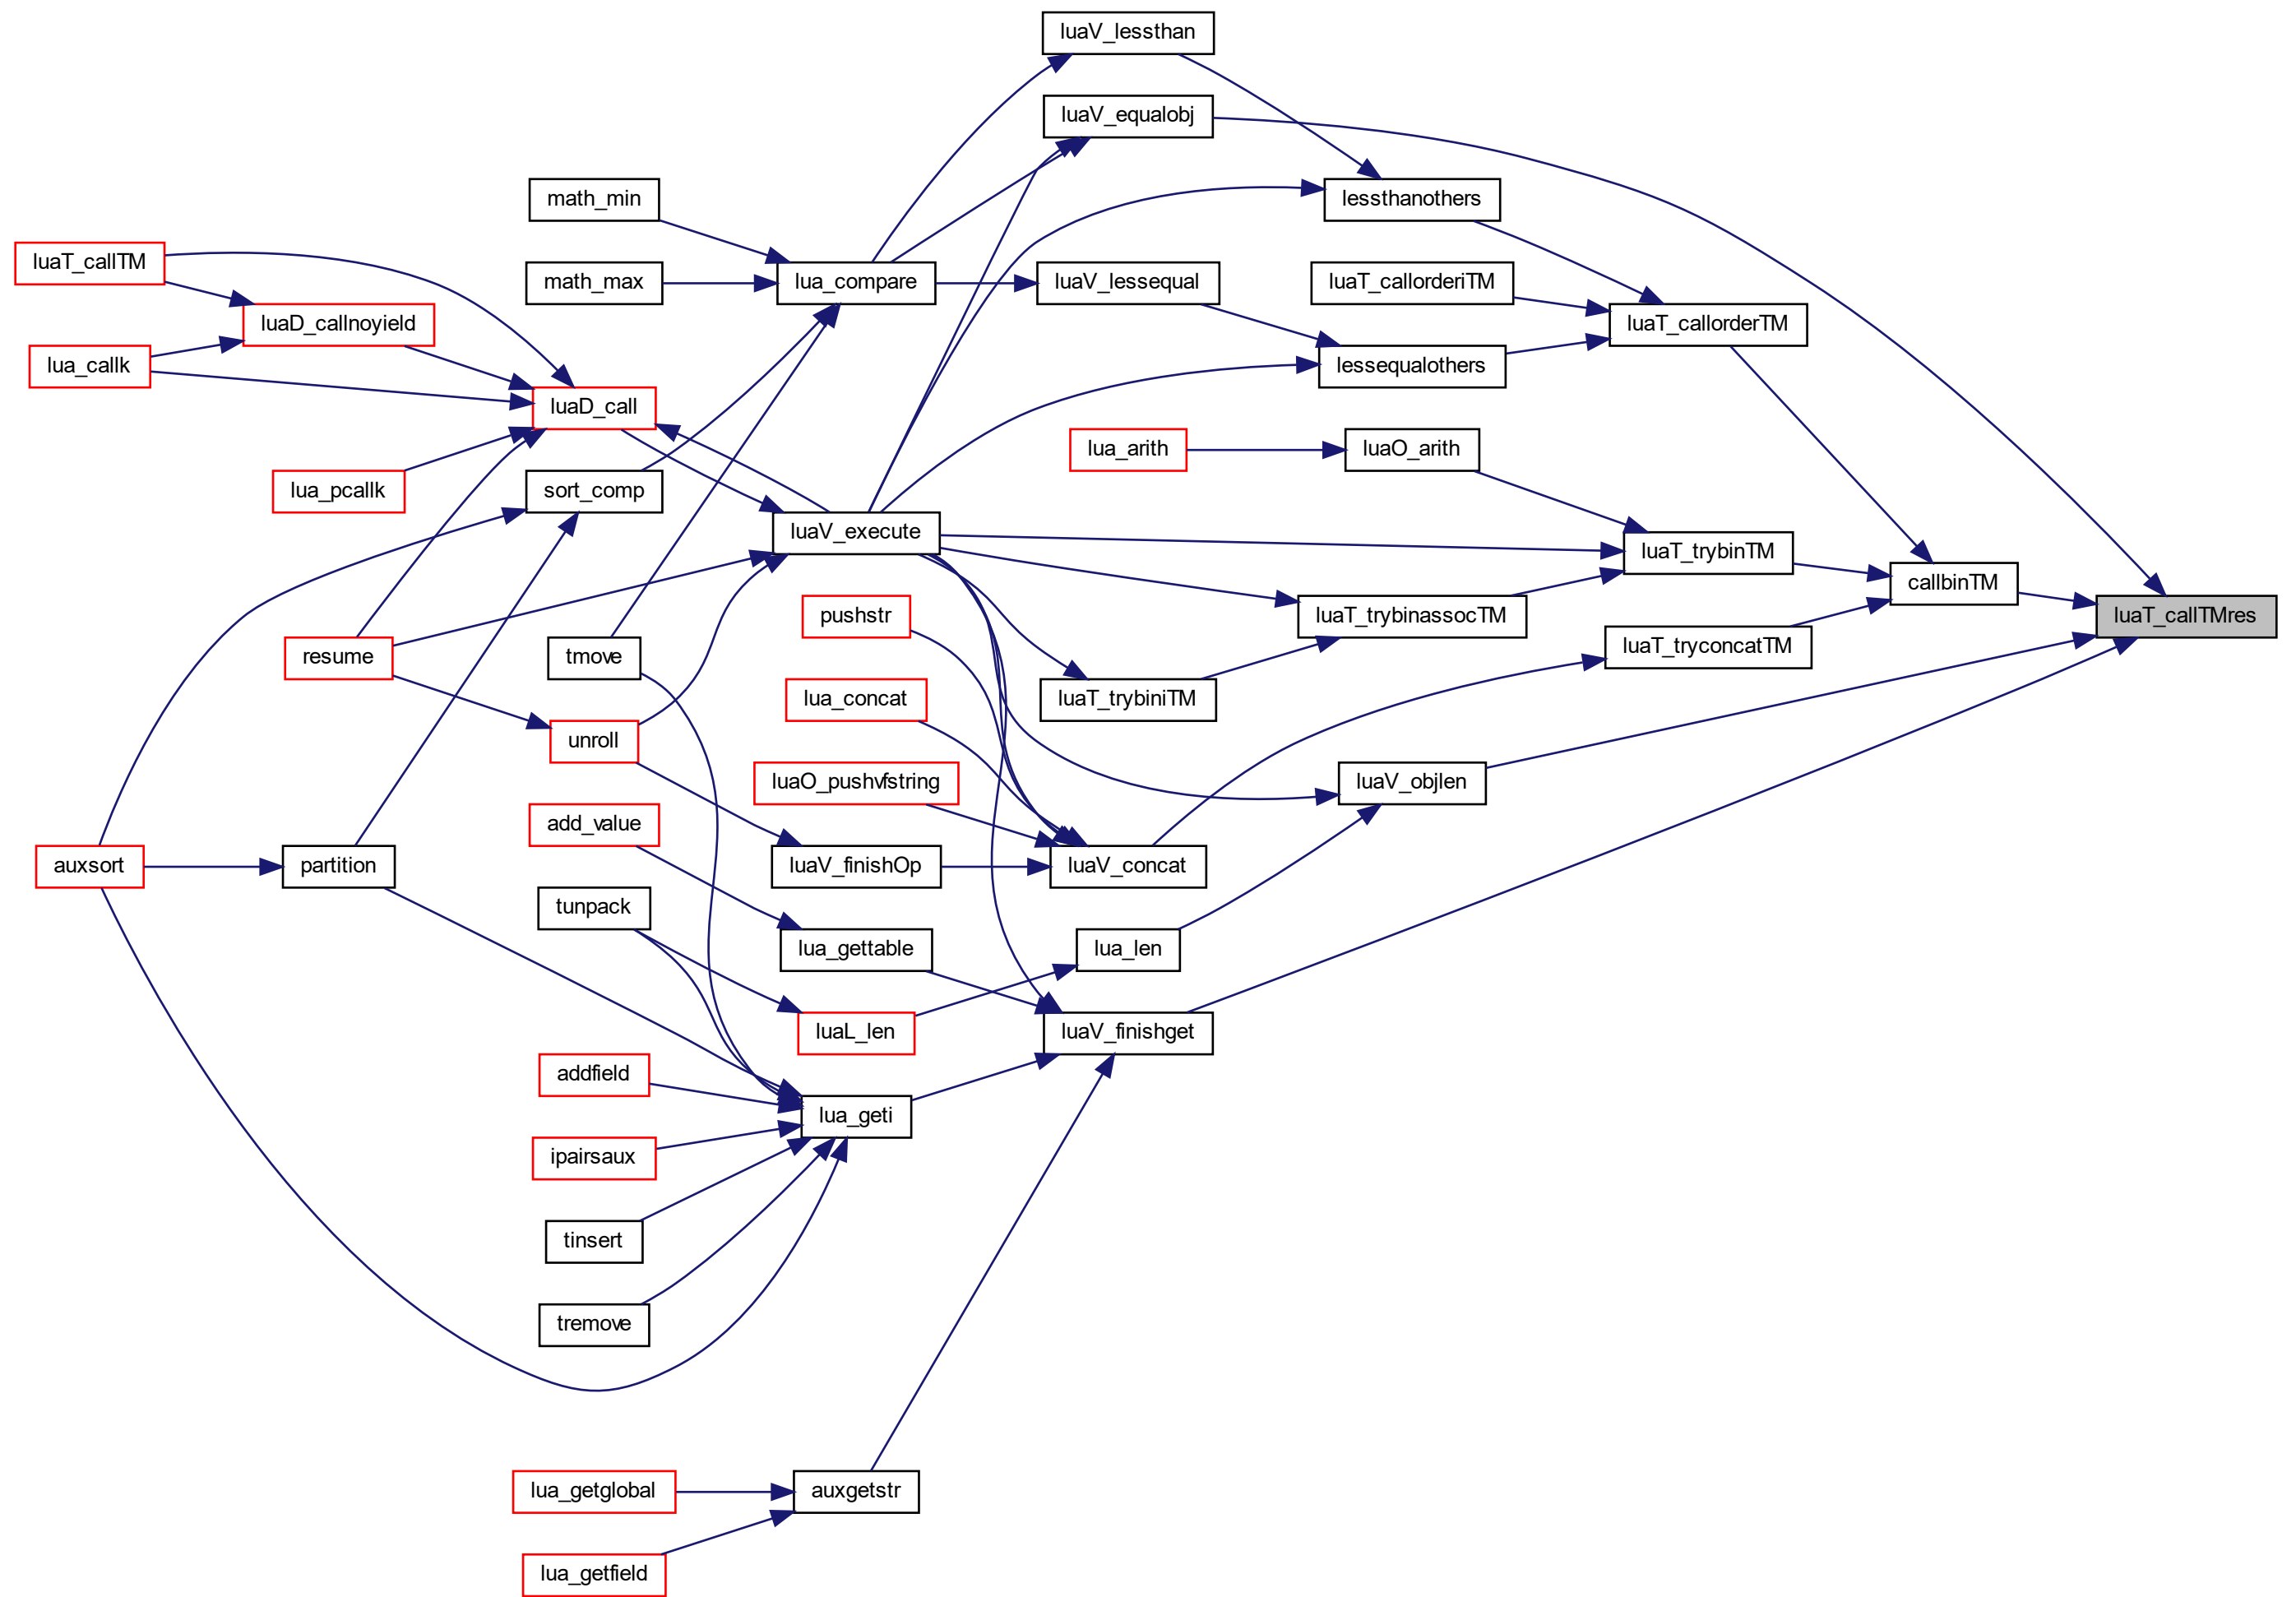 luaV_lessthan
luaV_equalobj
math_min
lessthanothers
luaT_callTM
math_max
lua_compare
luaV_lessequal
luaT_callorderiTM
luaD_callnoyield
luaT_callorderTM
lua_callk
lessequalothers
luaD_call
lua_arith
luaO_arith
lua_pcallk
sort_comp
luaV_execute
luaT_trybinTM
callbinTM
pushstr
luaT_trybinassocTM
luaT_callTMres
resume
tmove
luaT_tryconcatTM
lua_concat
luaT_trybiniTM
unroll
luaO_pushvfstring
luaV_objlen
add_value
auxsort
partition
luaV_finishOp
luaV_concat
tunpack
lua_gettable
lua_len
luaL_len
luaV_finishget
addfield
lua_geti
ipairsaux
tinsert
tremove
lua_getglobal
auxgetstr
lua_getfield